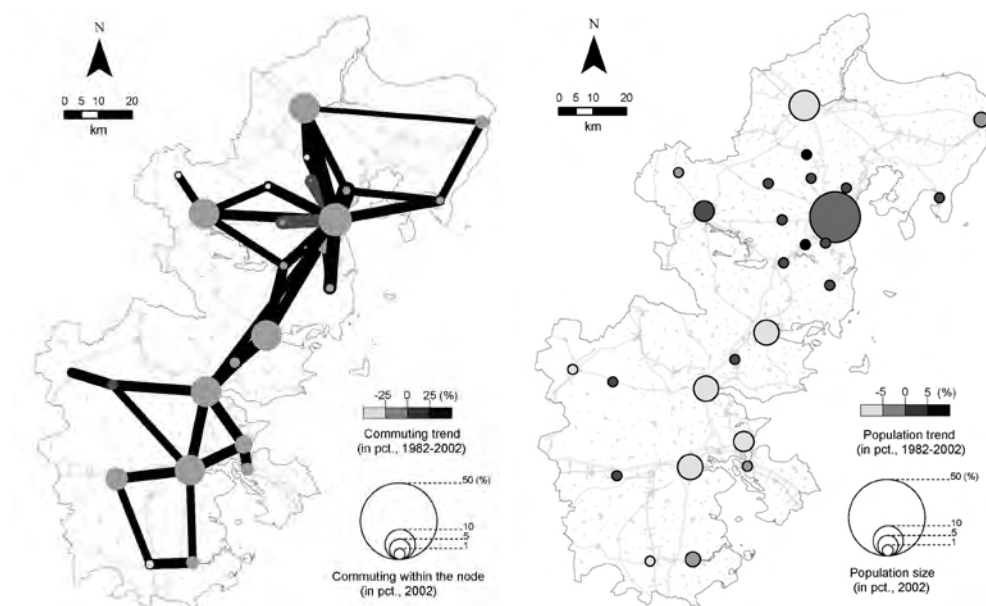 N
0 5 10 20
km
-25 0 25 (%)
Commuting trend
(in pct., 1982-2002)
50 (%)
10
5
1
Commuting within the node
(in pct., 2002)
N
0 5 10 20
km
-5 0 5 (%)
Population trend
(in pct., 1982-2002)
50 (%)
10
5
1
Population size
(in pct., 2002)